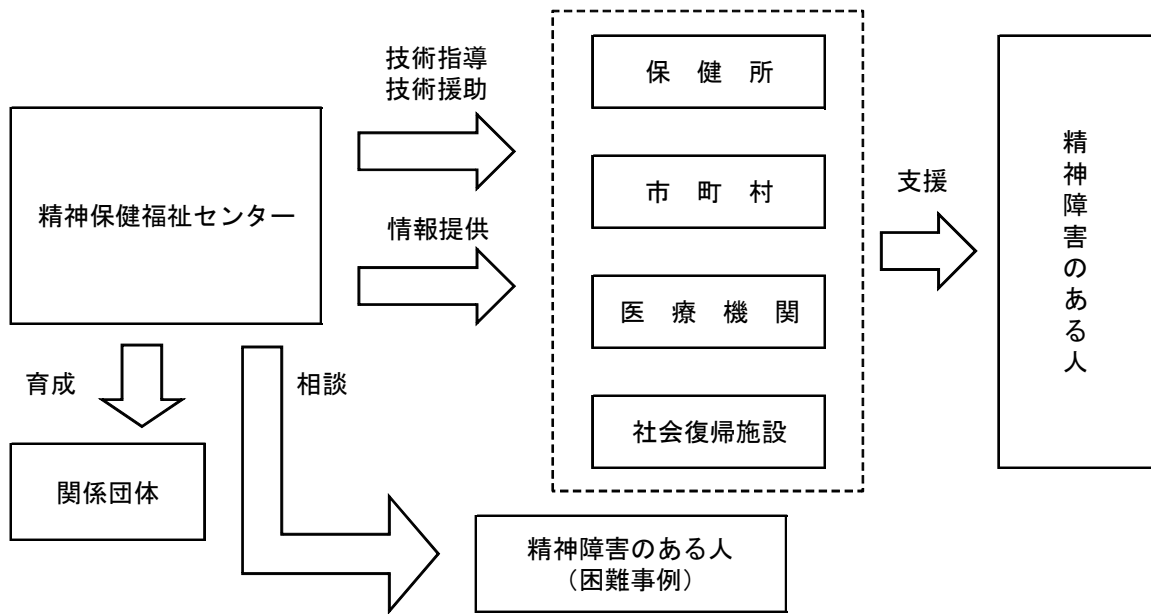 技術指導
技術援助
保健所
精神保健福祉センター
市町村
支援
精神障害のある人
情報提供
医療機関
育成
相談
社会復帰施設
関係団体
精神障害のある人
（困難事例）